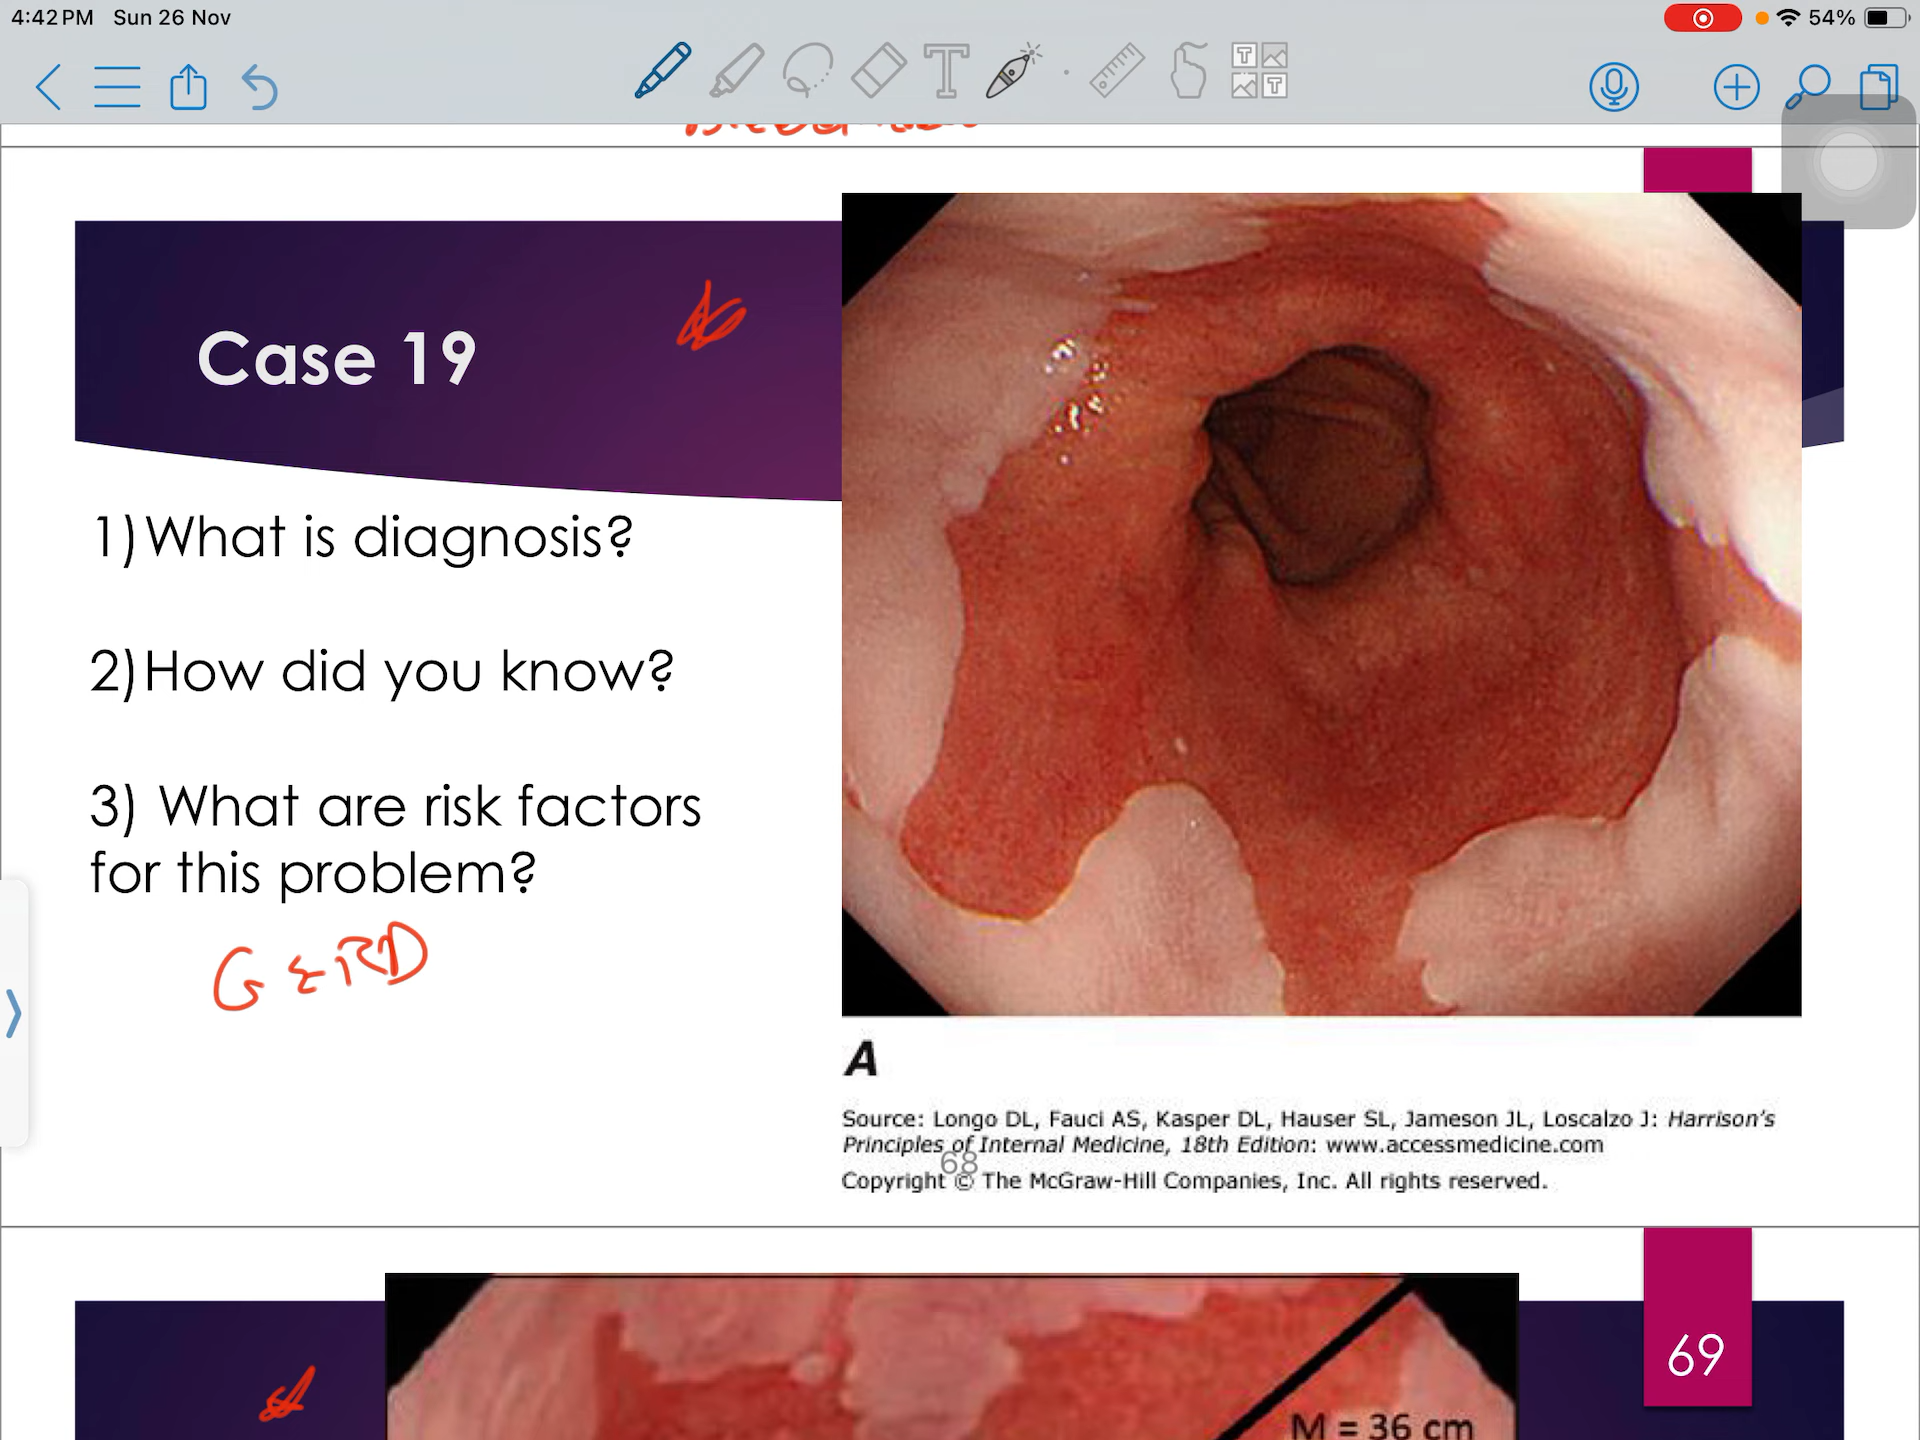 4:42 PM Sun 26 Nov
54%
Case 19
1)What is diagnosis?
2)How did you know?
3) What are risk factors
for this problem?
GERD
A
Source: Longo DL, Fauci AS, Kasper DL, Hauser SL, Jameson JL, Loscalzo J: Harrison's
Principles of Internal Medicine, 18th Edition: www.accessmedicine.com
68
Copyright © The McGraw-Hill Companies, Inc. All rights reserved.
69
M = 36 cm